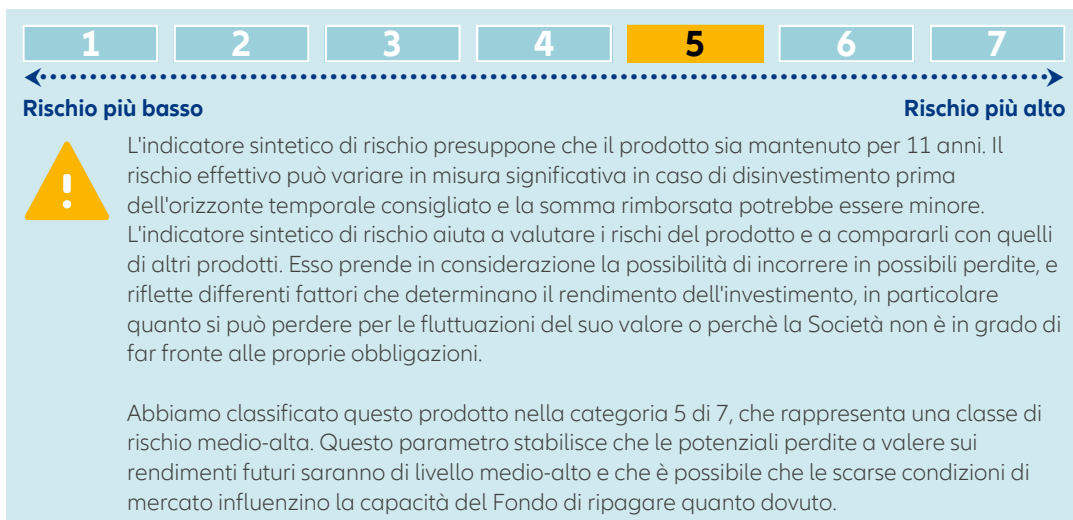 1 2 3 4 5 6 7
Rischio più basso Rischio più alto
L'indicatore sintetico di rischio presuppone che il prodotto sia mantenuto per 11 anni. Il
rischio effettivo può variare in misura significativa in caso di disinvestimento prima
dell'orizzonte temporale consigliato e la somma rimborsata potrebbe essere minore.
L'indicatore sintetico di rischio aiuta a valutare i rischi del prodotto e a compararli con quelli
di altri prodotti. Esso prende in considerazione la possibilità di incorrere in possibili perdite, e
riflette differenti fattori che determinano il rendimento dell'investimento, in particolare
quanto si può perdere per le fluttuazioni del suo valore o perchè la Società non è in grado di
far fronte alle proprie obbligazioni.
Abbiamo classificato questo prodotto nella categoria 5 di 7, che rappresenta una classe di
rischio medio-alta. Questo parametro stabilisce che le potenziali perdite a valere sui
rendimenti futuri saranno di livello medio-alto e che è possibile che le scarse condizioni di
mercato influenzino la capacità del Fondo di ripagare quanto dovuto.